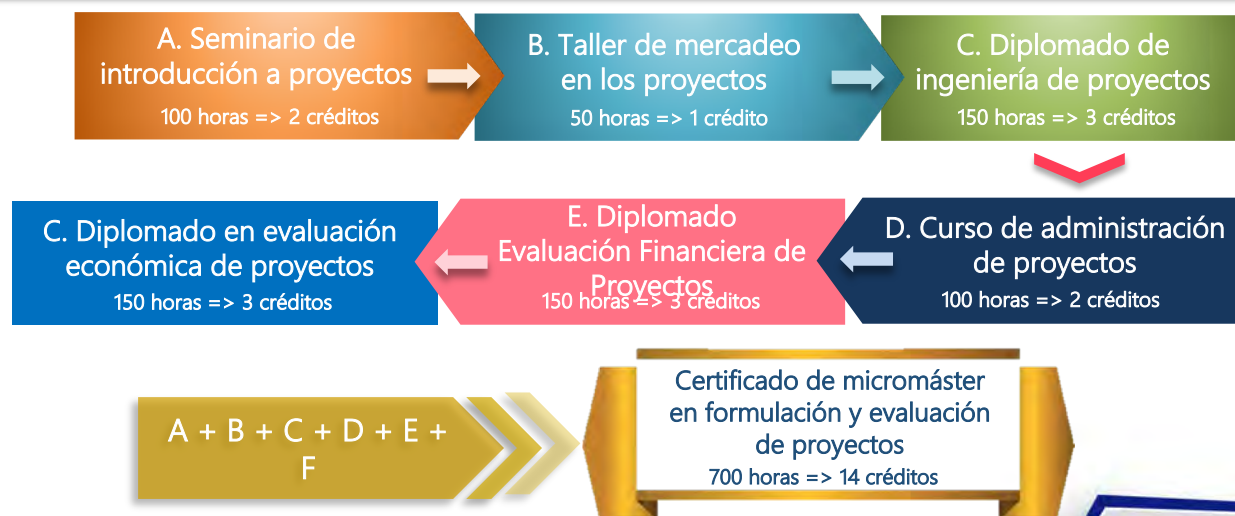 A. Seminario de
introducción a proyectos
100 horas => 2 créditos
B. Taller de mercadeo
en los proyectos
50 horas => 1 crédito
C. Diplomado de
ingeniería de proyectos
150 horas => 3 créditos
C. Diplomado en evaluación
económica de proyectos
150 horas => 3 créditos
E. Diplomado
Evaluación Financiera de
Proyectos
150 horas => 3 créditos
D. Curso de administración
de proyectos
100 horas => 2 créditos
A + B + C + D + E +
F
Certificado de micromáster
en formulación y evaluación
de proyectos
700 horas => 14 créditos